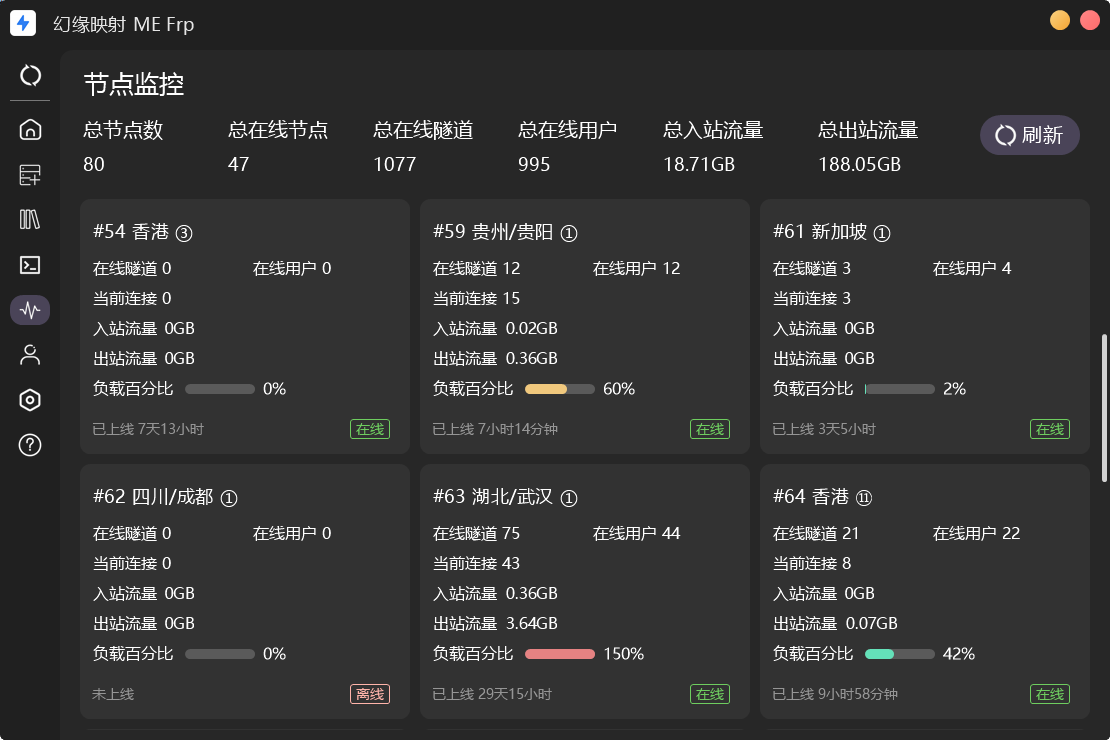 幻缘映射 ME Frp
节点监控
总节点数 总在线节点 总在线隧道 总在线用户 总入站流量 总出站流量
80 47 1077 995 18.71GB 188.05GB
刷新
#54 香港 ③
在线隧道 0 在线用户 0
当前连接 0
入站流量 0GB
出站流量 0GB
负载百分比 0%
已上线 7天13小时 在线
#59 贵州/贵阳 ①
在线隧道 12 在线用户 12
当前连接 15
入站流量 0.02GB
出站流量 0.36GB
负载百分比 60%
已上线 7小时14分钟 在线
#61 新加坡 ①
在线隧道 3 在线用户 4
当前连接 3
入站流量 0GB
出站流量 0GB
负载百分比 2%
已上线 3天5小时 在线
#62 四川/成都 ①
在线隧道 0 在线用户 0
当前连接 0
入站流量 0GB
出站流量 0GB
负载百分比 0%
未上线 离线
#63 湖北/武汉 ①
在线隧道 75 在线用户 44
当前连接 43
入站流量 0.36GB
出站流量 3.64GB
负载百分比 150%
已上线 29天15小时 在线
#64 香港 ⑪
在线隧道 21 在线用户 22
当前连接 8
入站流量 0GB
出站流量 0.07GB
负载百分比 42%
已上线 9小时58分钟 在线